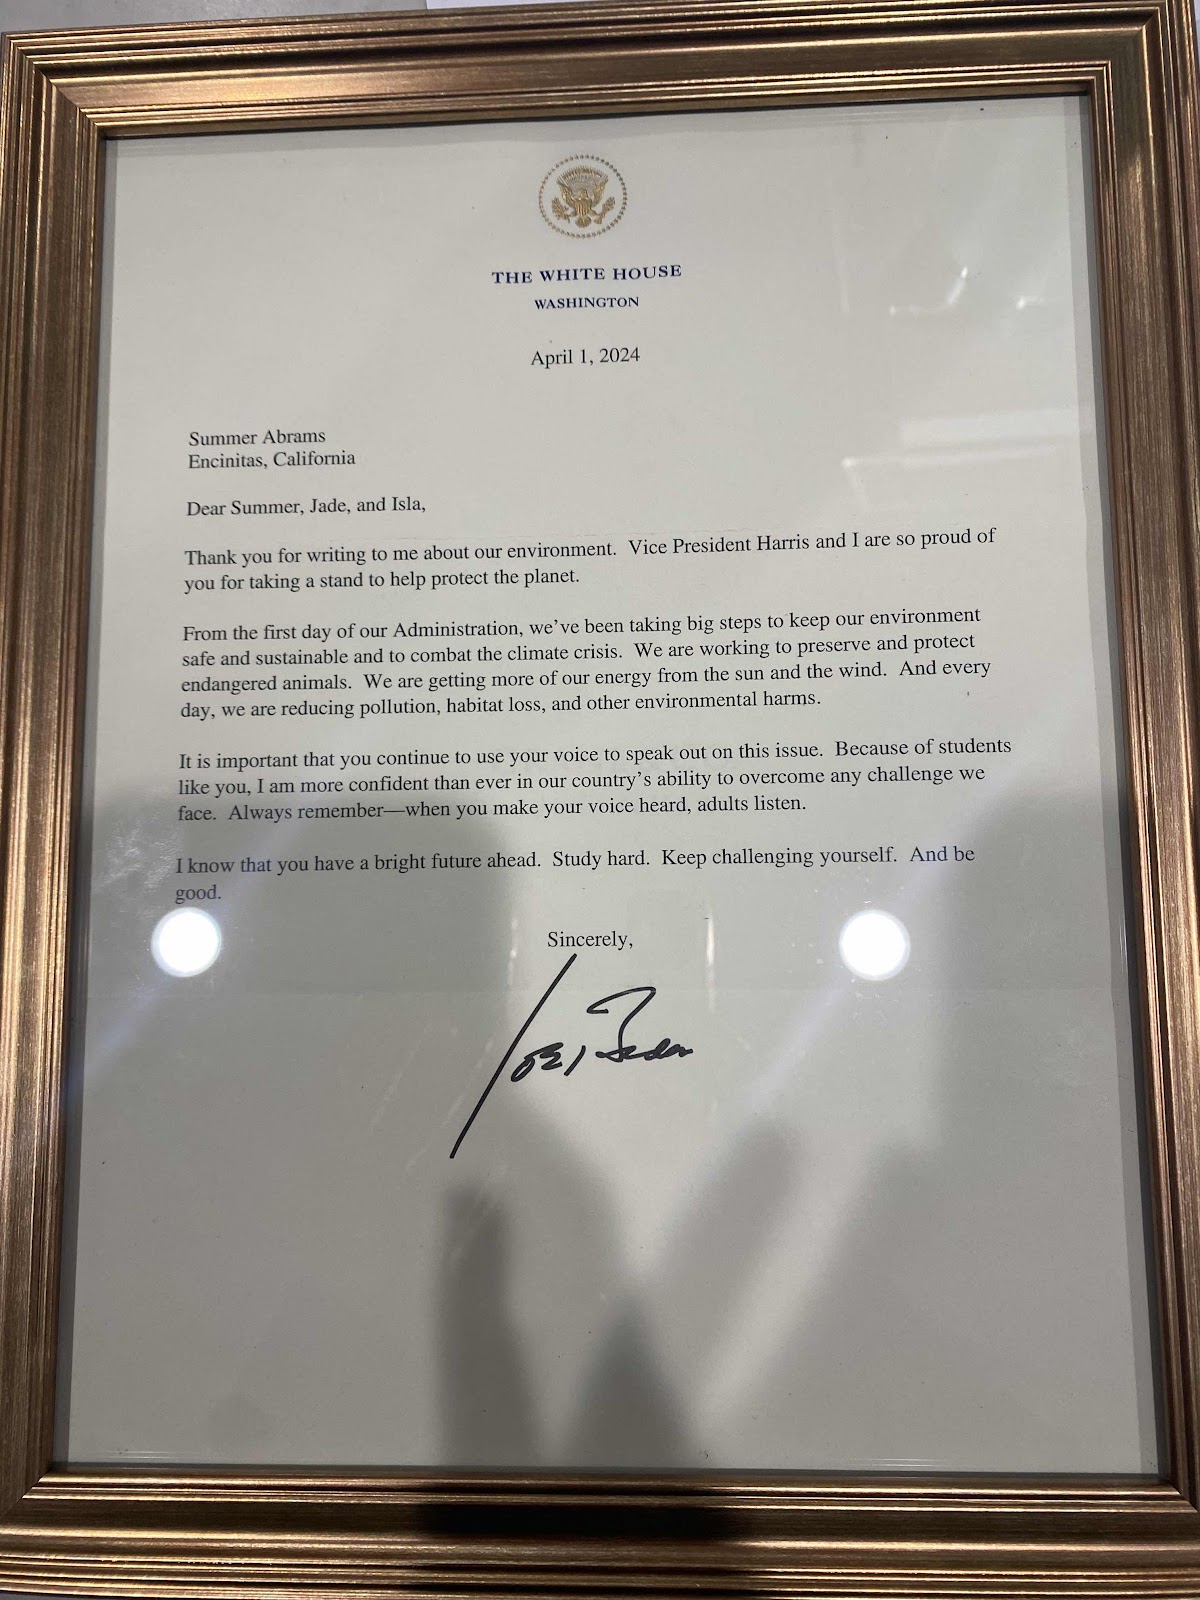 THE WHITE HOUSE
WASHINGTON
April 1, 2024
Summer Abrams
Encinitas, California
Dear Summer, Jade, and Isla,
Thank you for writing to me about our environment.  Vice President Harris and I are so proud of
you for taking a stand to help protect the planet.
From the first day of our Administration, we’ve been taking big steps to keep our environment
safe and sustainable and to combat the climate crisis.  We are working to preserve and protect
endangered animals.  We are getting more of our energy from the sun and the wind.  And every
day, we are reducing pollution, habitat loss, and other environmental harms.
It is important that you continue to use your voice to speak out on this issue.  Because of students
like you, I am more confident than ever in our country’s ability to overcome any challenge we
face.  Always remember—when you make your voice heard, adults listen.
I know that you have a bright future ahead.  Study hard.  Keep challenging yourself.  And be
good.
Sincerely,
Joe Biden